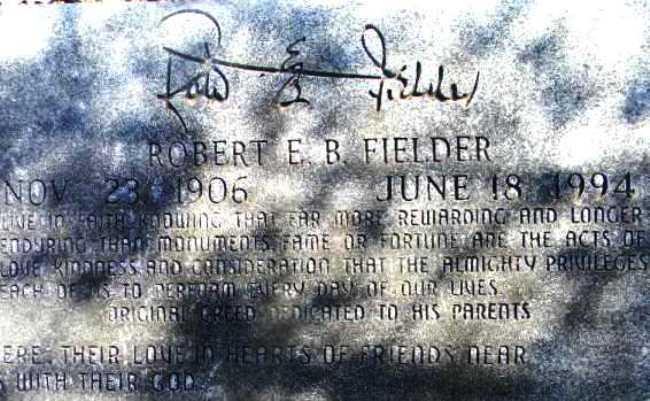 Robt E B Fielder
ROBERT E. B. FIELDER
NOV 23, 1906 JUNE 18, 1994
LIVE IN FAITH KNOWING THAT FAR MORE REWARDING AND LONGER
ENDURING THAN MONUMENTS, FAME OR FORTUNE ARE THE ACTS OF
LOVE, KINDNESS AND CONSIDERATION THAT THE ALMIGHTY PRIVILEGES
EACH OF US TO PERFORM EVERY DAY OF OUR LIVES.
ORIGINAL CREED DEDICATED TO HIS PARENTS
ERE. THEIR LOVE IN HEARTS OF FRIENDS NEAR
S WITH THEIR GOD.